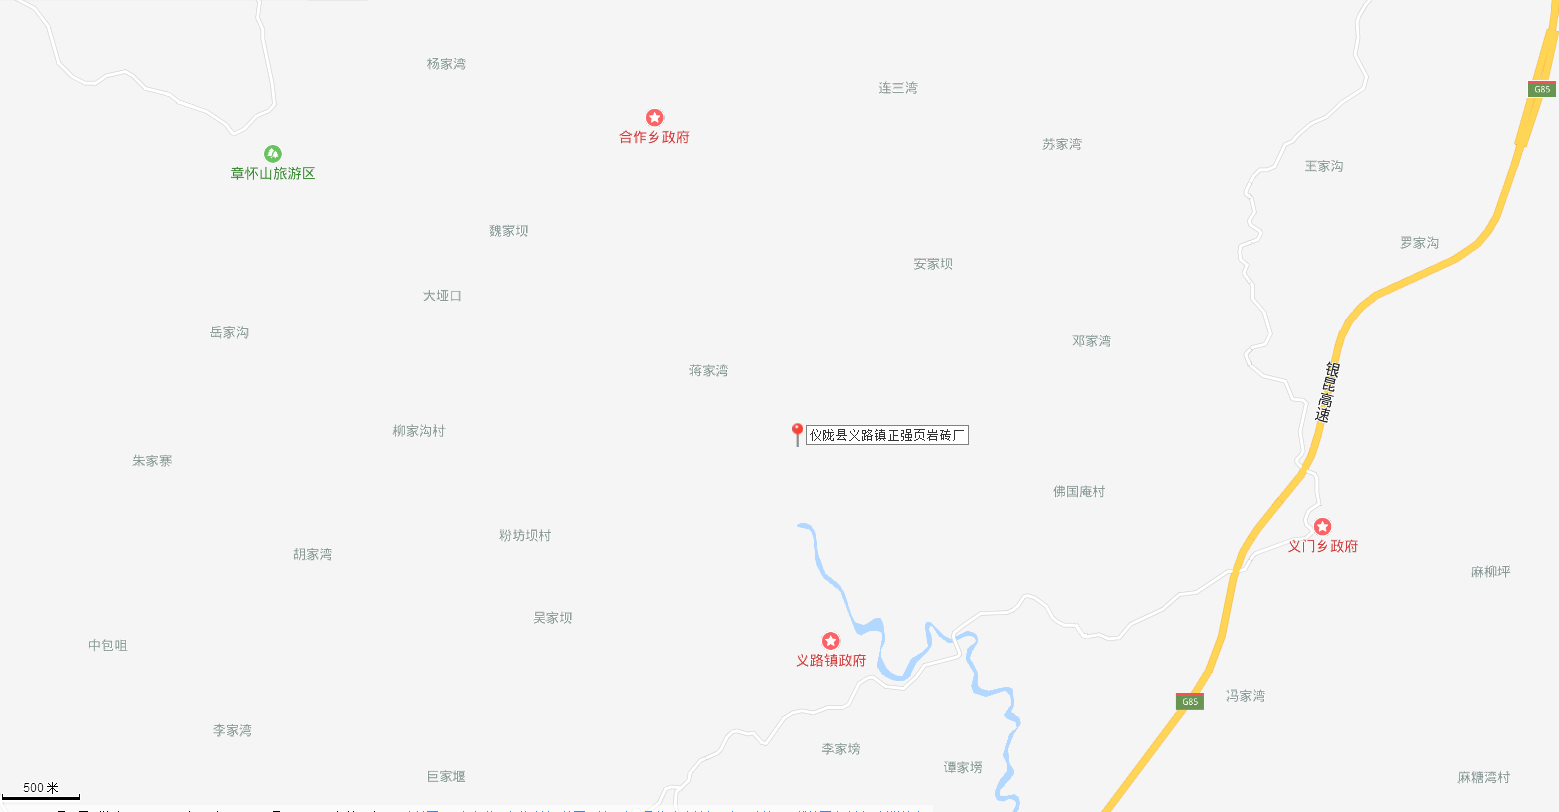 杨家湾
连三湾
G85
合作乡政府
苏家湾
王家沟
章怀山旅游区
魏家坝
罗家沟
安家坝
大垭口
岳家沟
邓家湾
蒋家湾
银昆高速
柳家沟村
仪陇县义路镇正强页岩砖厂
朱家寨
佛国庵村
粉坊坝村
义门乡政府
胡家湾
麻柳坪
吴家坝
中包咀
义路镇政府
冯家湾
G85
李家湾
李家塝
谭家塝
巨家堰
麻糖湾村
500 米